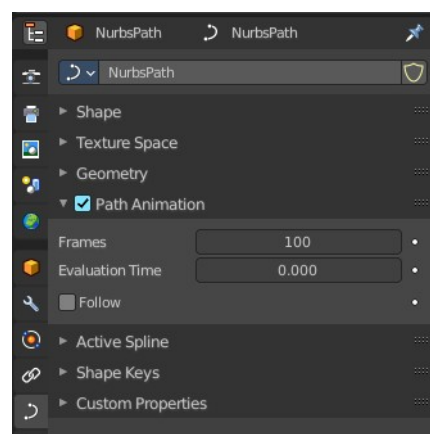 NurbsPath NurbsPath
NurbsPath
Shape
Texture Space
Geometry
Path Animation
Frames 100
Evaluation Time 0.000
Follow
Active Spline
Shape Keys
Custom Properties